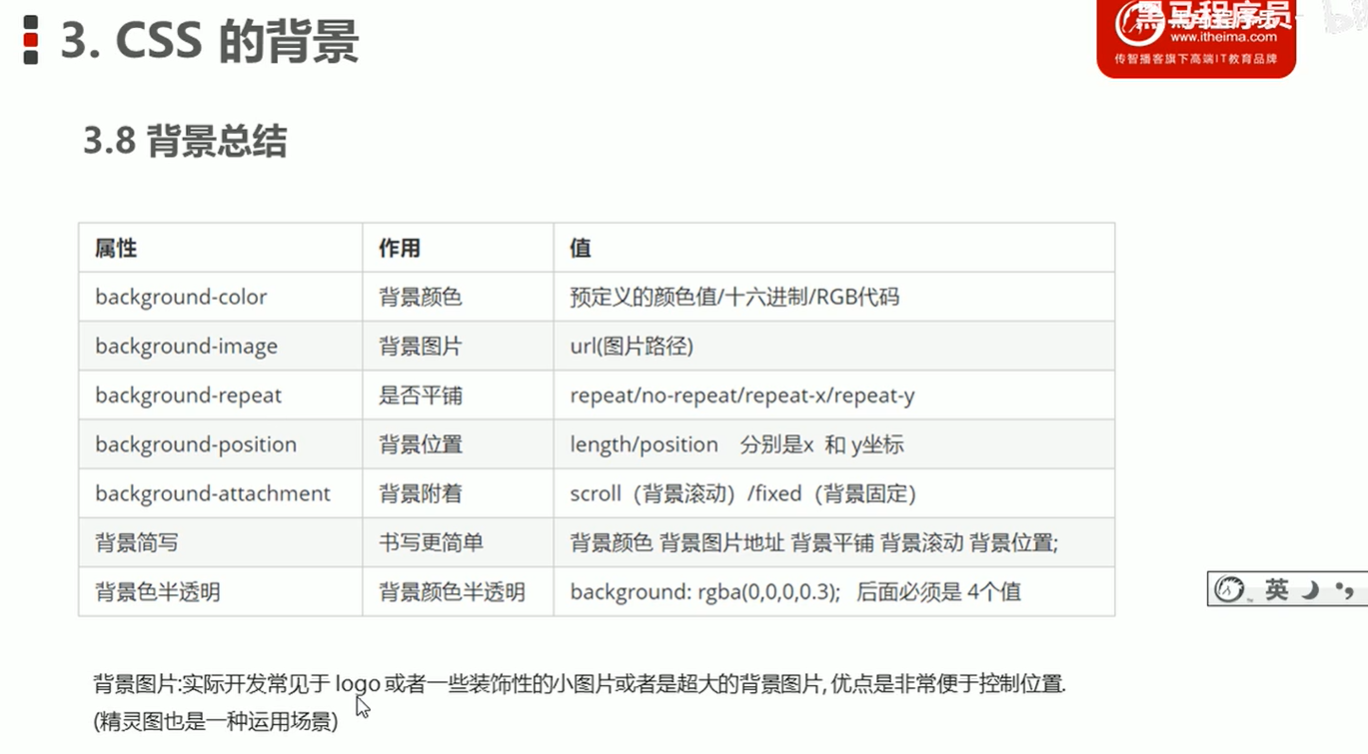 3. CSS 的背景
黑马程序员
www.itheima.com
传智播客旗下高端IT教育品牌
3.8 背景总结
属性 作用 值
background-color 背景颜色 预定义的颜色值/十六进制/RGB代码
background-image 背景图片 url(图片路径)
background-repeat 是否平铺 repeat/no-repeat/repeat-x/repeat-y
background-position 背景位置 length/position 分别是x 和 y坐标
background-attachment 背景附着 scroll（背景滚动）/fixed（背景固定）
背景简写 书写更简单 背景颜色 背景图片地址 背景平铺 背景滚动 背景位置;
背景色半透明 背景颜色半透明 background: rgba(0,0,0,0.3); 后面必须是 4个值
英
背景图片:实际开发常见于 logo 或者一些装饰性的小图片或者是超大的背景图片, 优点是非常便于控制位置.
(精灵图也是一种运用场景)